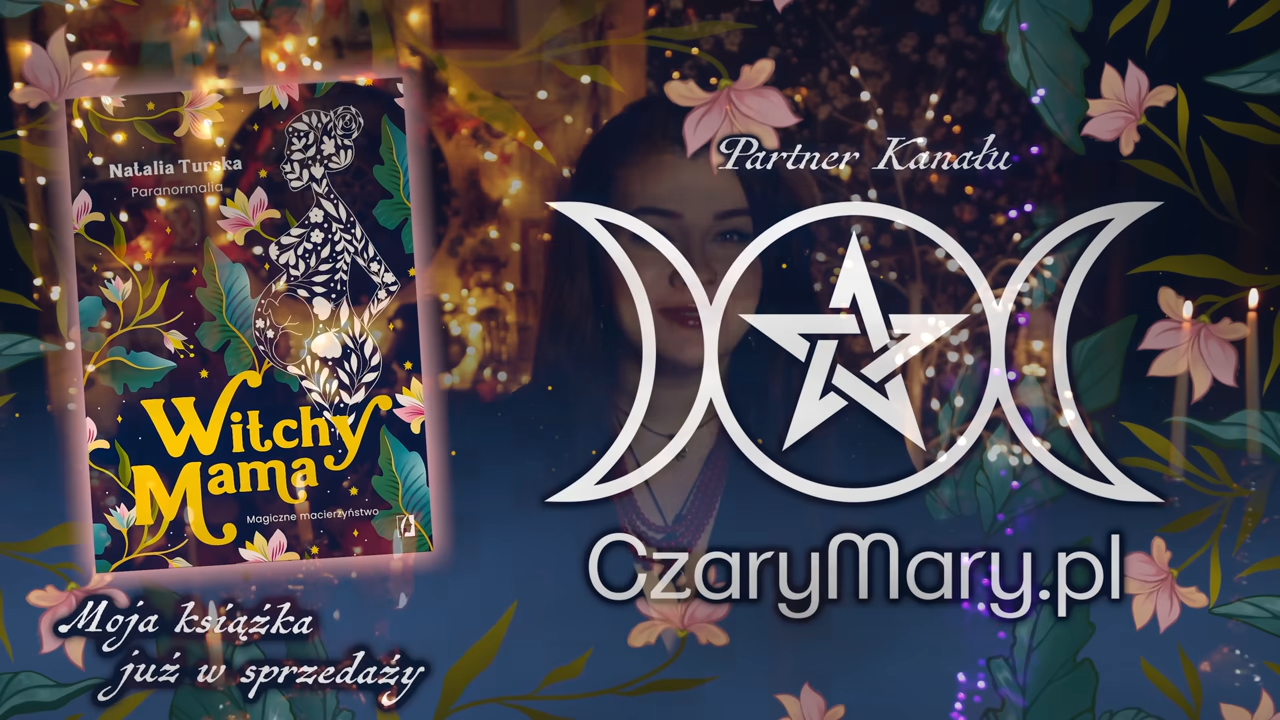 Natalia Turska
Paranormalia
Witchy
Mama
Magiczne macierzyństwo
Moja książka
już w sprzedaży
Partner Kanału
CzaryMary.pl